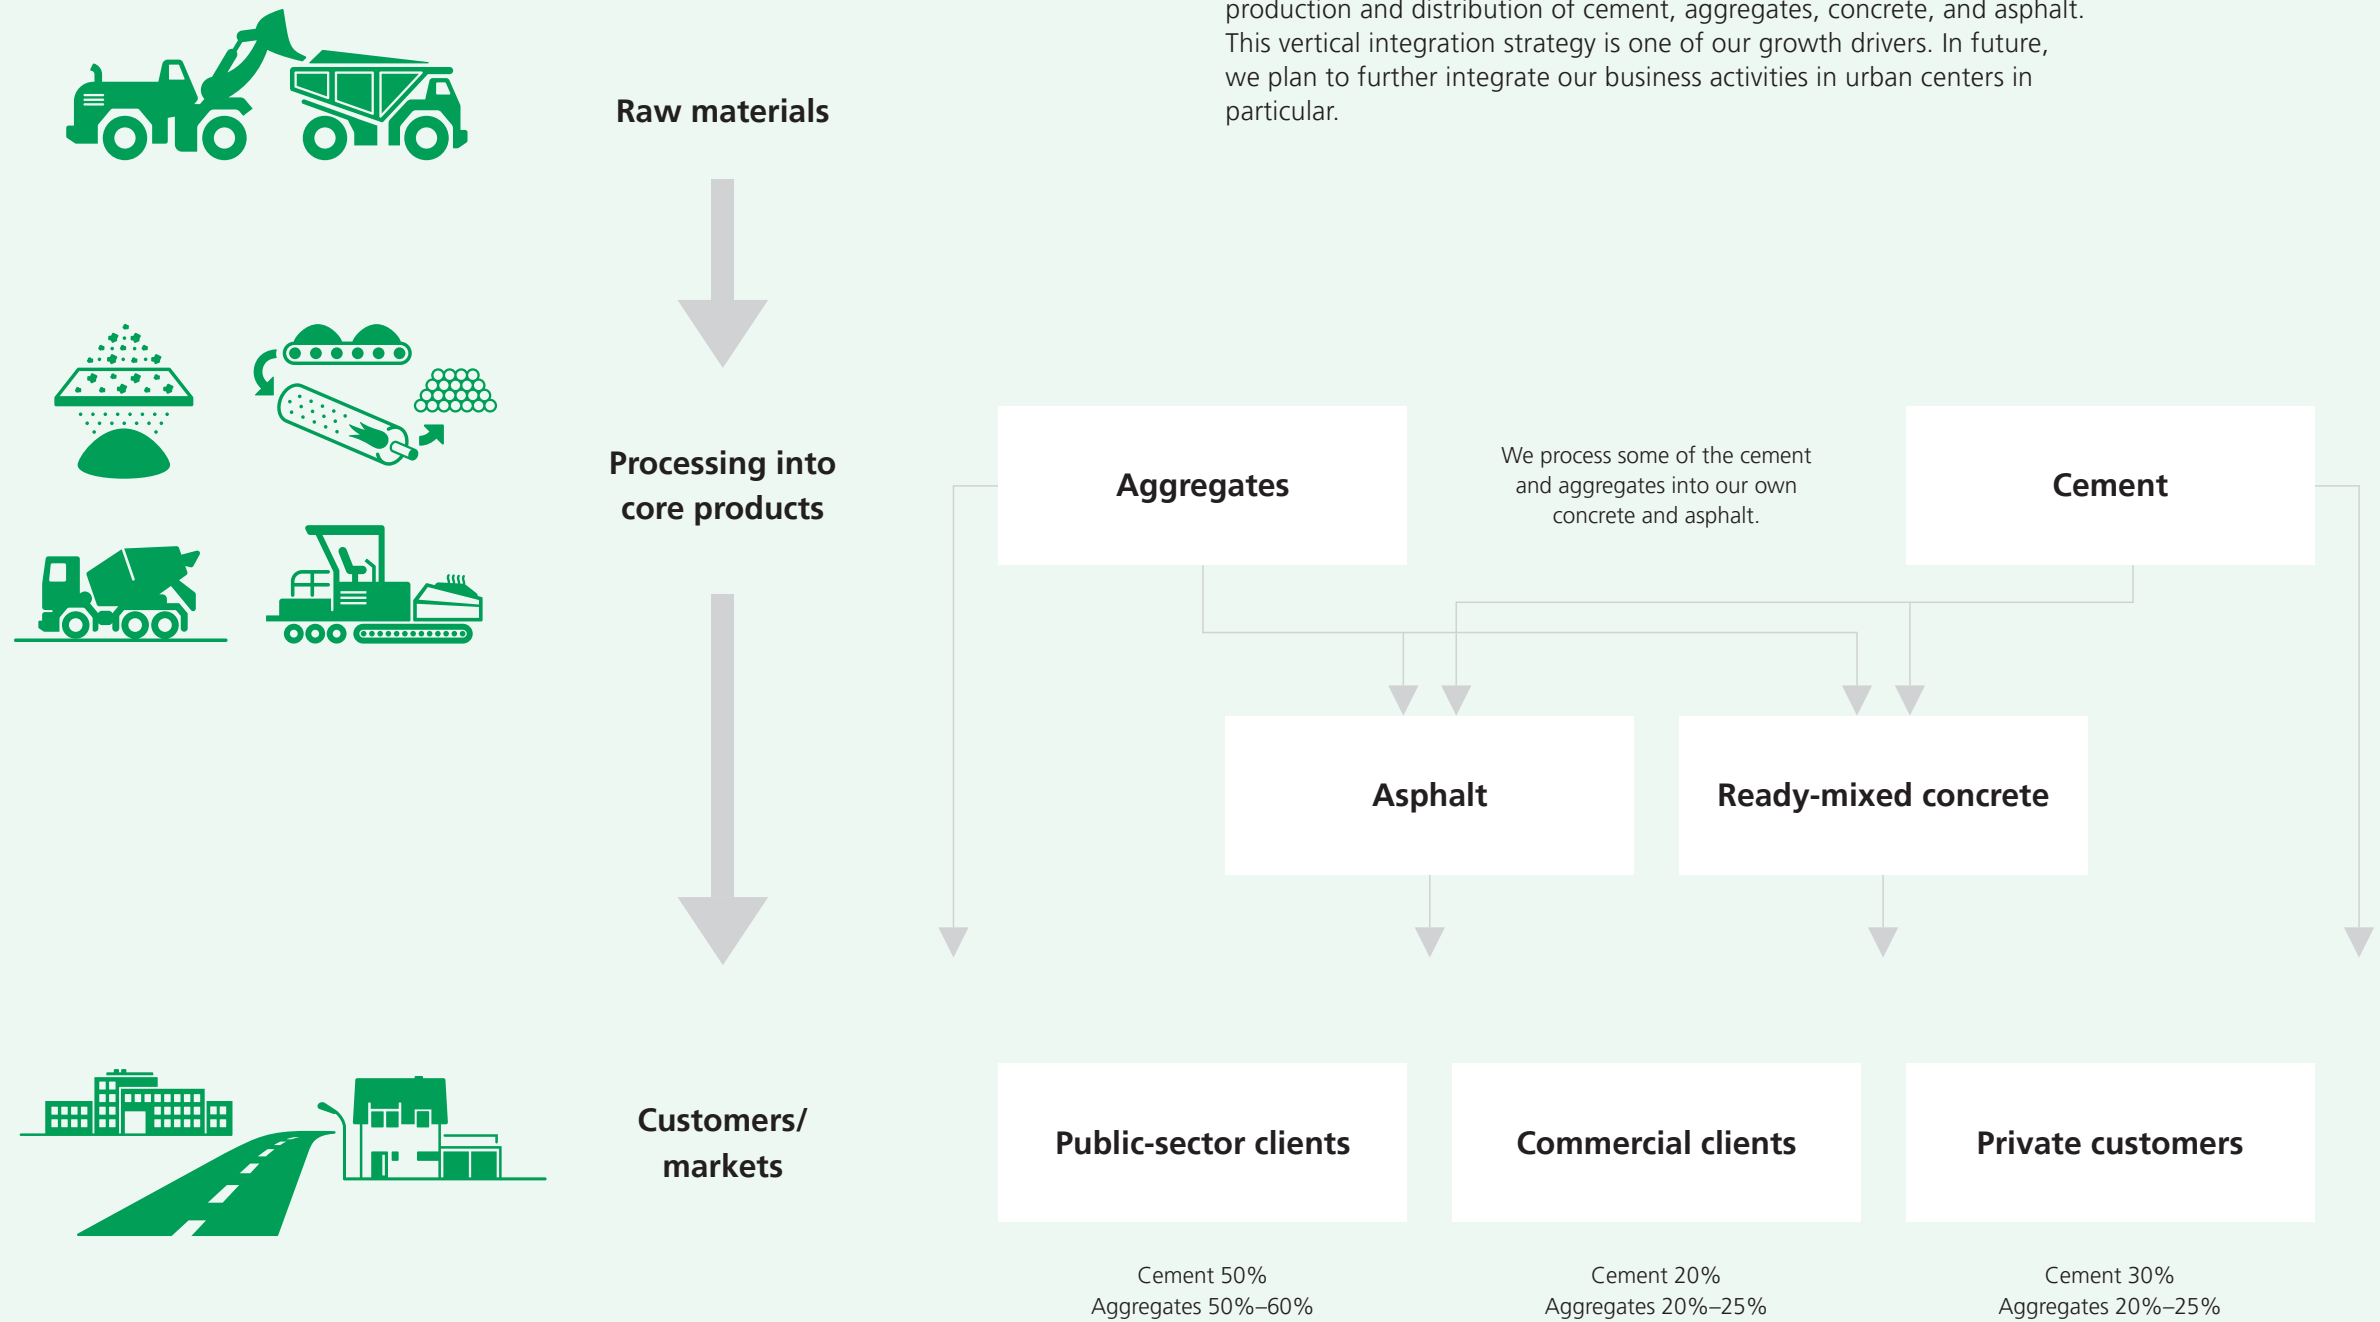 production and distribution of cement, aggregates, concrete, and asphalt.
This vertical integration strategy is one of our growth drivers. In future,
we plan to further integrate our business activities in urban centers in
particular.
Raw materials
Processing into
core products
Aggregates
We process some of the cement
and aggregates into our own
concrete and asphalt.
Cement
Asphalt
Ready-mixed concrete
Customers/
markets
Public-sector clients
Commercial clients
Private customers
Cement 50%
Aggregates 50%–60%
Cement 20%
Aggregates 20%–25%
Cement 30%
Aggregates 20%–25%